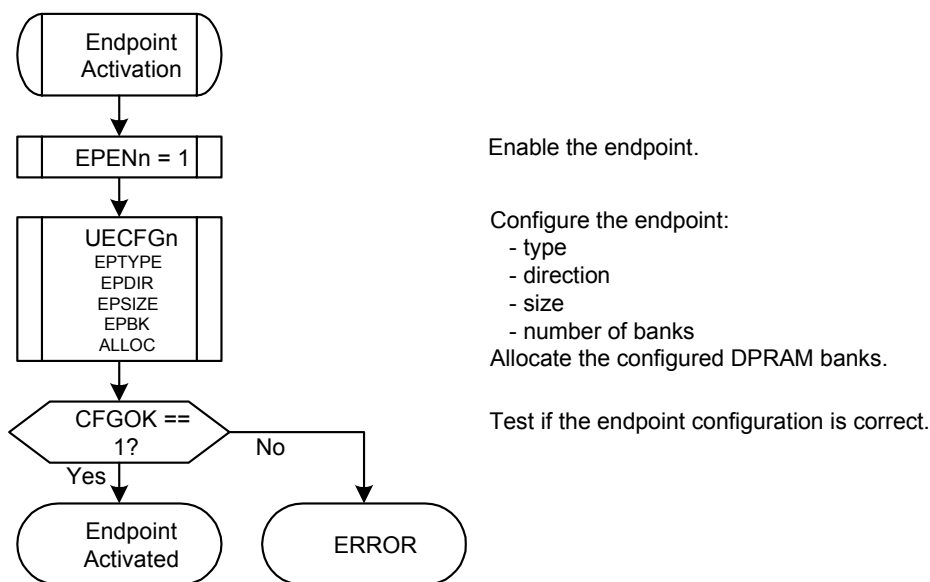 Endpoint
Activation
EPENn = 1
Enable the endpoint.
UECFGn
EPTYPE
EPDIR
EPSIZE
EPBK
ALLOC
Configure the endpoint:
- type
- direction
- size
- number of banks
Allocate the configured DPRAM banks.
CFGOK ==
1?
Test if the endpoint configuration is correct.
No
Yes
Endpoint
Activated
ERROR